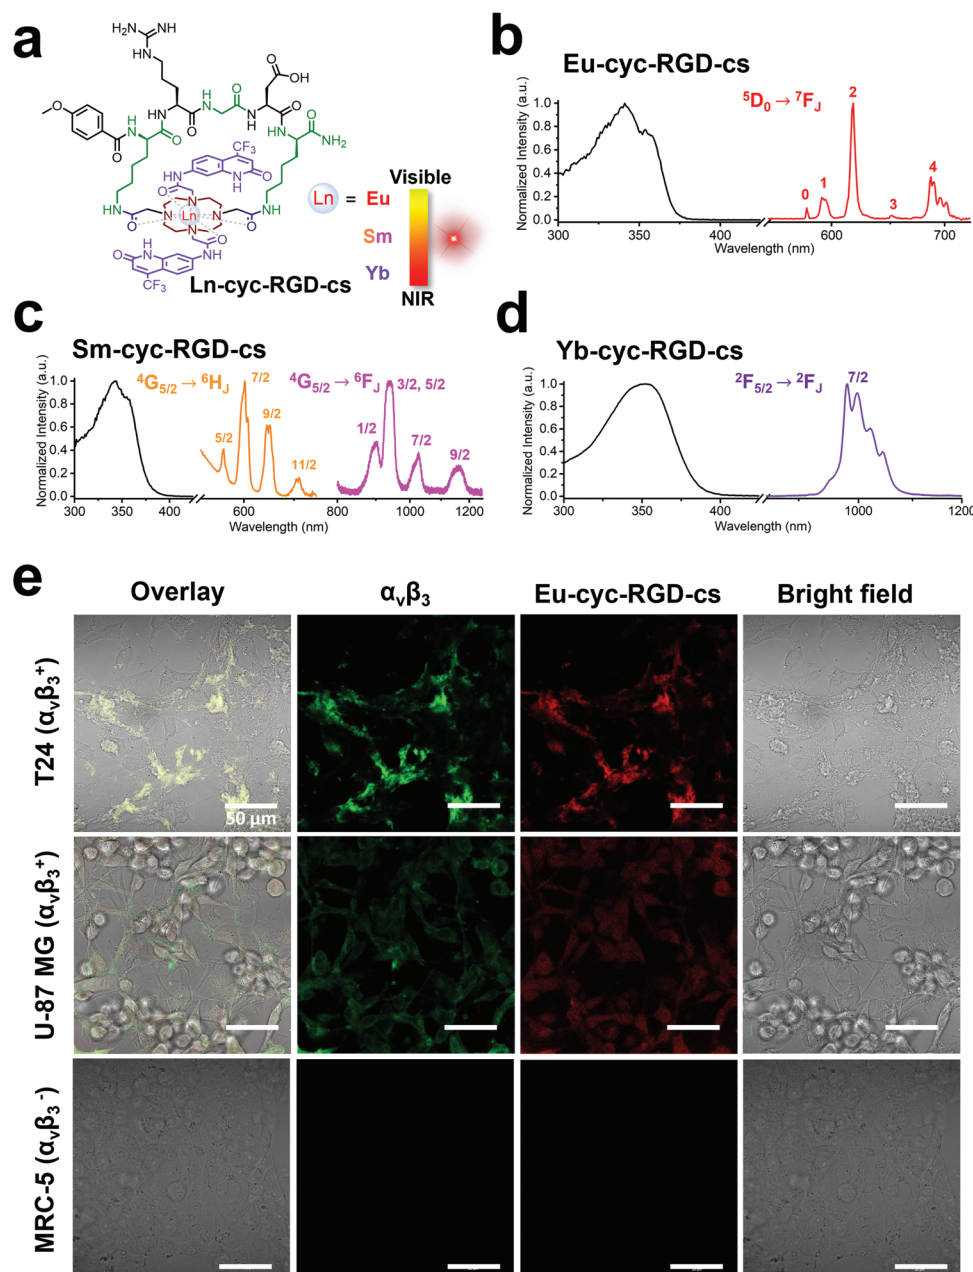 a
H₂N NH
HN
O
OH
O
H
N
O
H
N
O
N
H
O
N
H
O
HN
O
O
NH
NH₂
O
CF₃
HN
N
H
O
O
Ln = Eu
Sm
Yb
Visible
NIR
NH
O
N
N
Ln
N
N
HN
O
O
H
N
O
NH
CF₃
Ln-cyc-RGD-cs
b
Eu-cyc-RGD-cs
⁵D₀ → ⁷F_J
0 1 2 3 4
Normalized Intensity (a.u.)
1.0
0.8
0.6
0.4
0.2
0.0
300 350 400 600 700
Wavelength (nm)
c
Sm-cyc-RGD-cs
⁴G₅/₂ → ⁶H_J
5/2 7/2 9/2 11/2
⁴G₅/₂ → ⁶F_J
1/2 3/2, 5/2 7/2 9/2
Normalized Intensity (a.u.)
1.0
0.8
0.6
0.4
0.2
0.0
300 350 400 600 800 1000 1200
Wavelength (nm)
d
Yb-cyc-RGD-cs
²F₅/₂ → ²F_J
7/2
Normalized Intensity (a.u.)
1.0
0.8
0.6
0.4
0.2
0.0
300 350 400 1000 1200
Wavelength (nm)
e
Overlay αᵥβ₃ Eu-cyc-RGD-cs Bright field
T24 (αᵥβ₃⁺)
50 μm
U-87 MG (αᵥβ₃⁺)
MRC-5 (αᵥβ₃⁻)